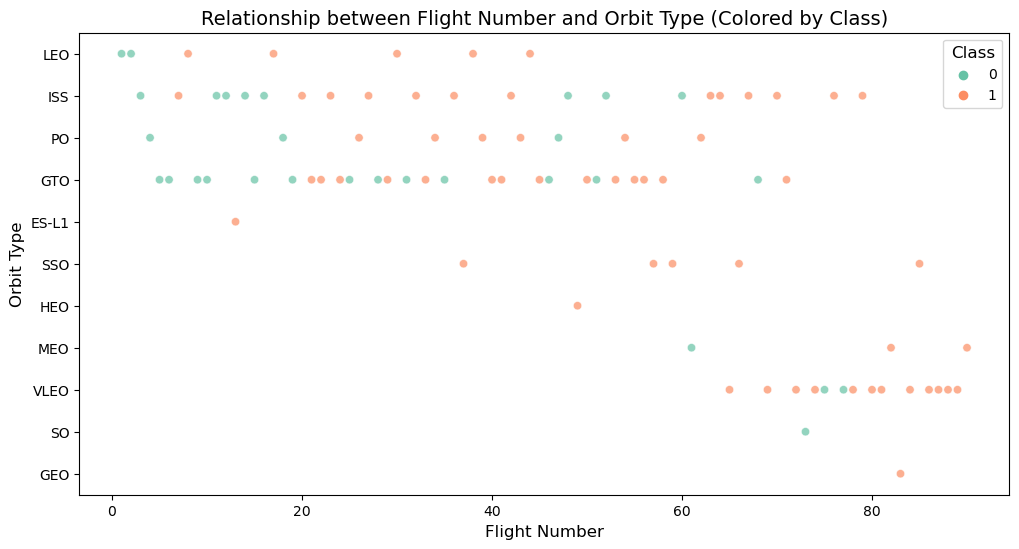 Relationship between Flight Number and Orbit Type (Colored by Class)
Class
0
1
LEO
ISS
PO
GTO
ES-L1
SSO
HEO
MEO
VLEO
SO
GEO
Orbit Type
0 20 40 60 80
Flight Number